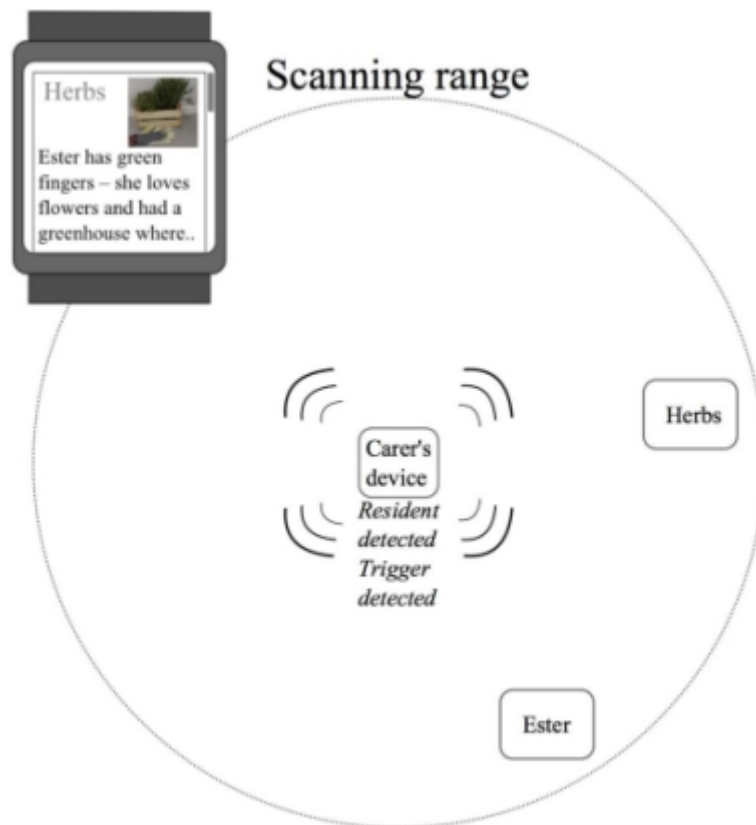 Scanning range
Herbs
Ester has green
fingers – she loves
flowers and had a
greenhouse where..
Herbs
Carer's
device
Resident
detected
Trigger
detected
Ester